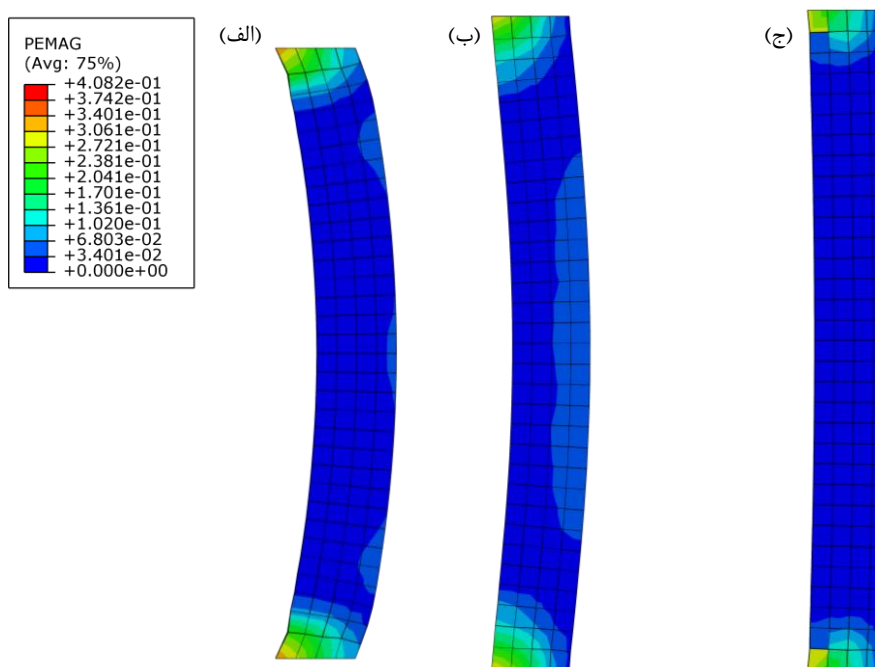 (الف)
(ب)
(ج)
PEMAG
(Avg: 75%)
+4.082e-01
+3.742e-01
+3.401e-01
+3.061e-01
+2.721e-01
+2.381e-01
+2.041e-01
+1.701e-01
+1.361e-01
+1.020e-01
+6.803e-02
+3.401e-02
+0.000e+00